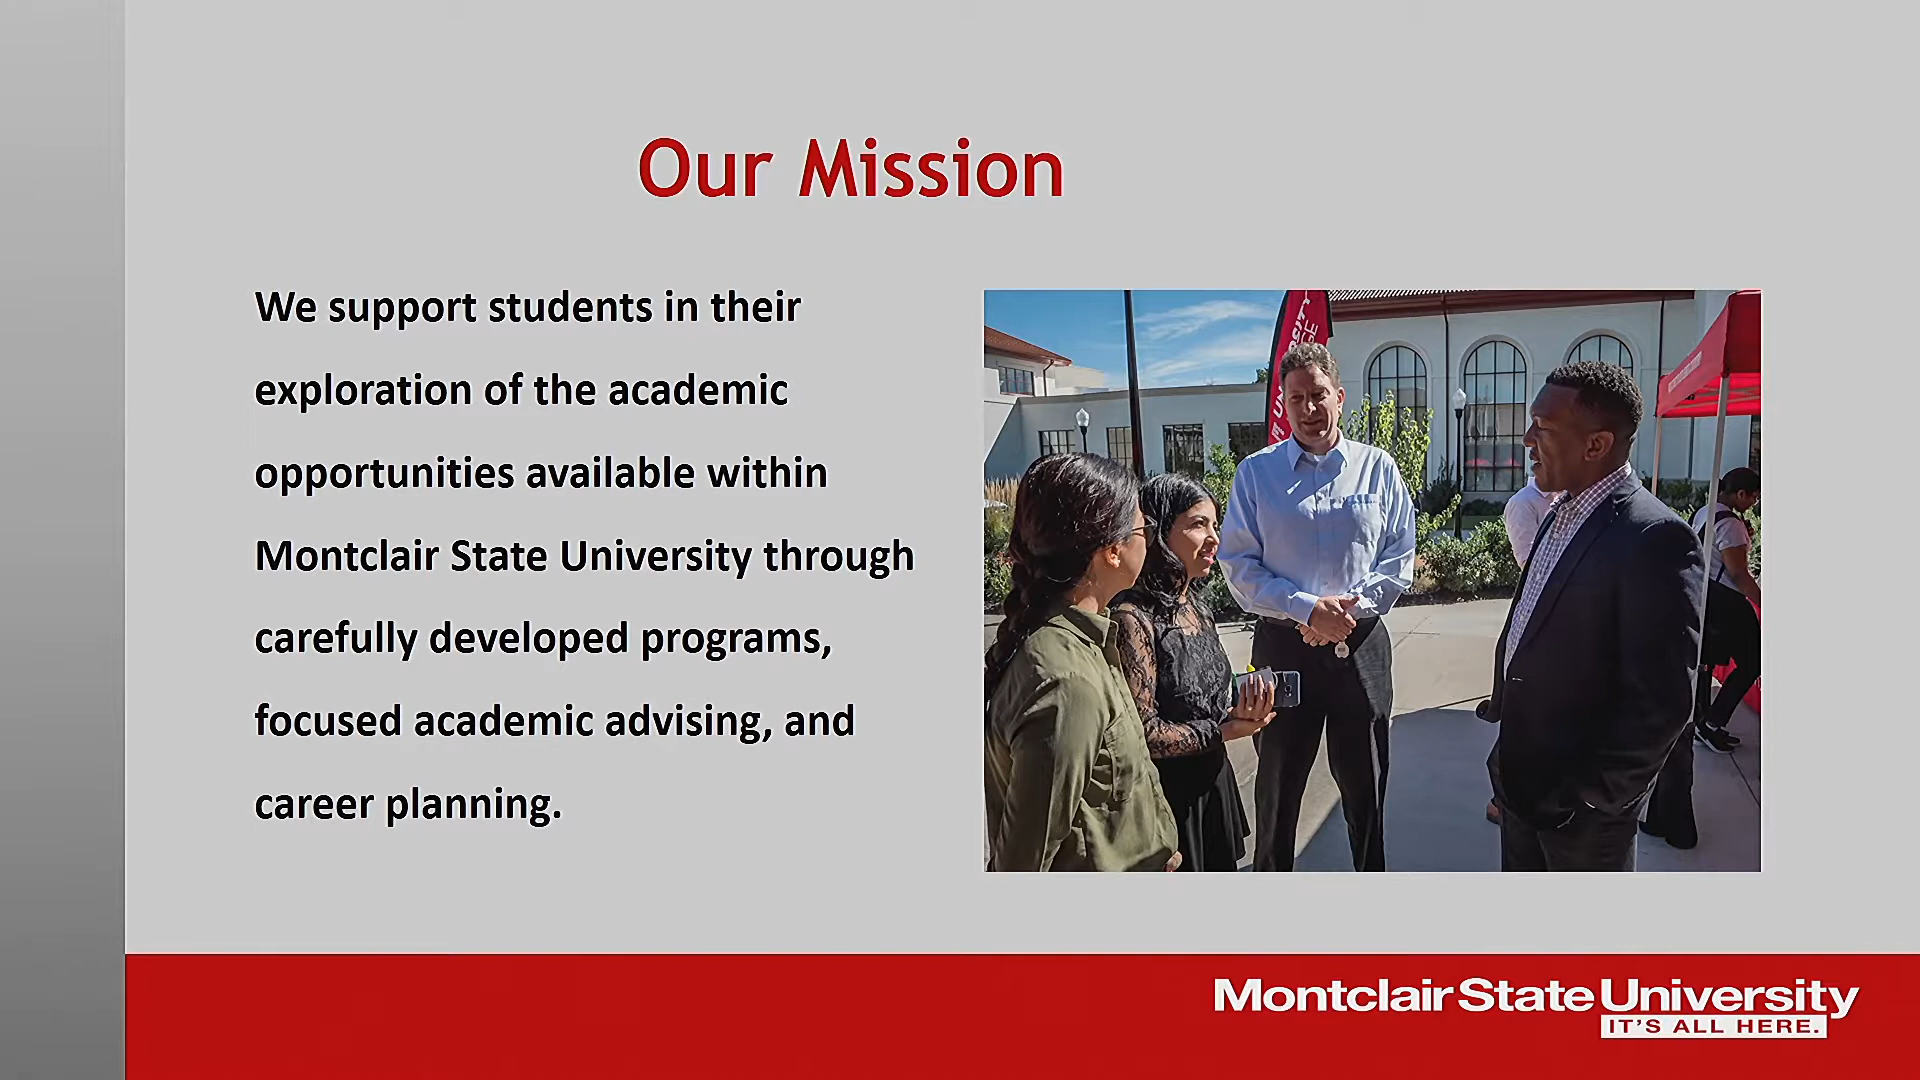 Our Mission
We support students in their
exploration of the academic
opportunities available within
Montclair State University through
carefully developed programs,
focused academic advising, and
career planning.
Montclair State University
IT'S ALL HERE.